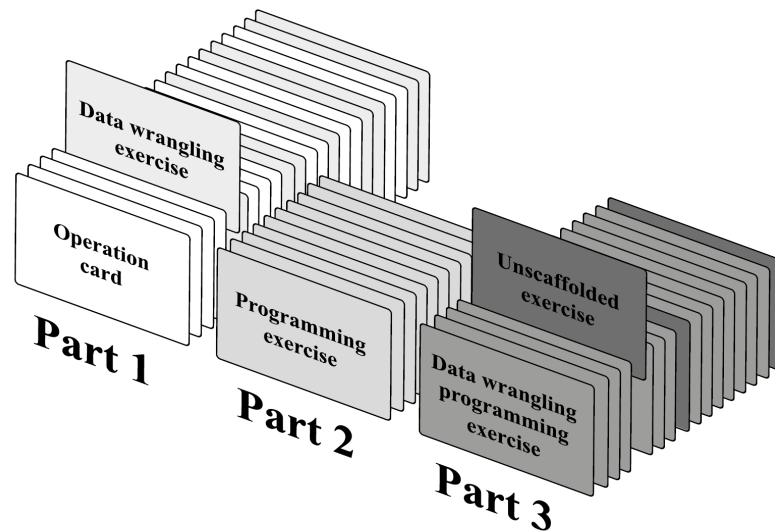 Data wrangling
exercise
Operation
card
Part 1
Programming
exercise
Part 2
Unscaffolded
exercise
Data wrangling
programming
exercise
Part 3